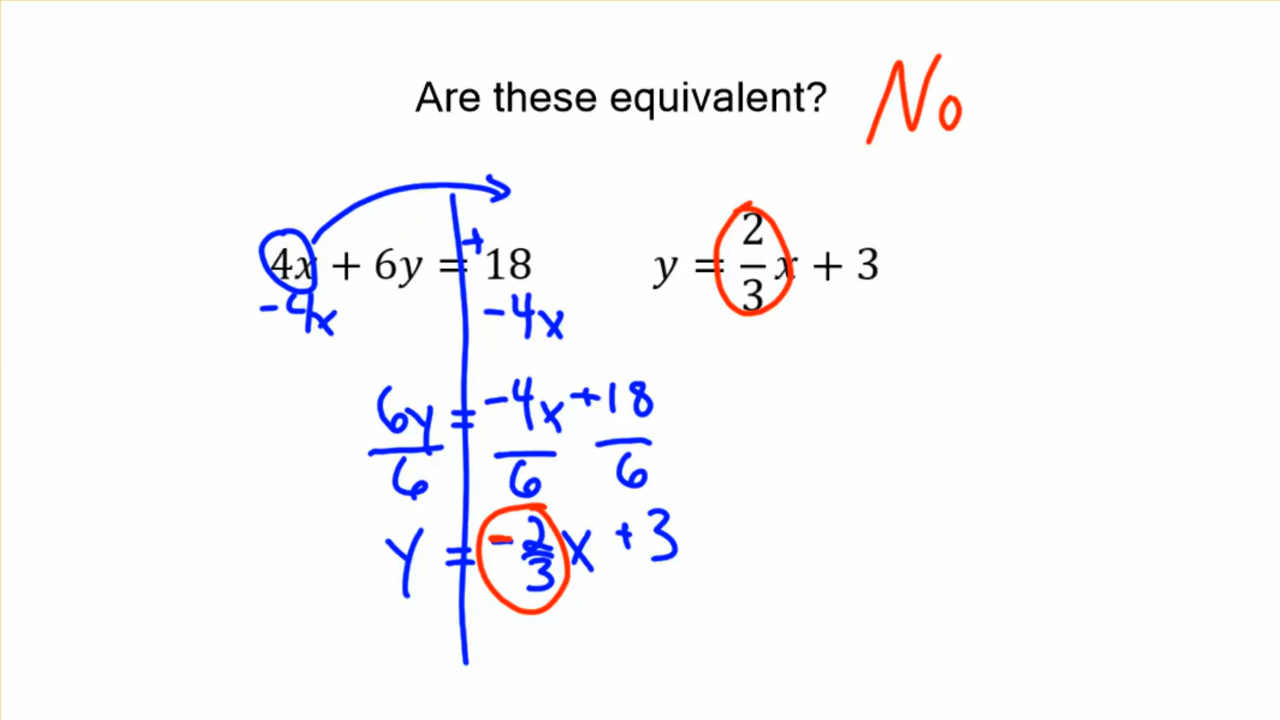 Are these equivalent? No
4x + 6y = 18
y = 2/3 x + 3
+
-4x -4x
6y = -4x +18
6 6 6
y = -2/3 x +3